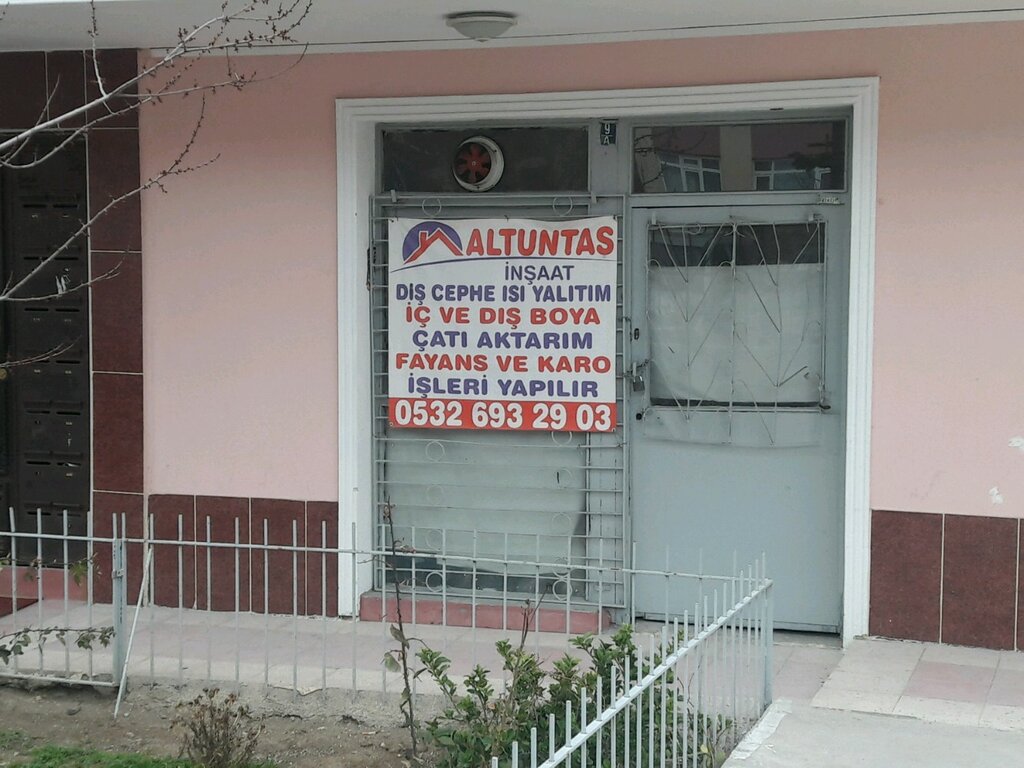 9
A
ALTUNTAS
İNŞAAT
DIŞ CEPHE ISI YALITIM
İÇ VE DIŞ BOYA
ÇATI AKTARIM
FAYANS VE KARO
İŞLERİ YAPILIR
0532 693 29 03